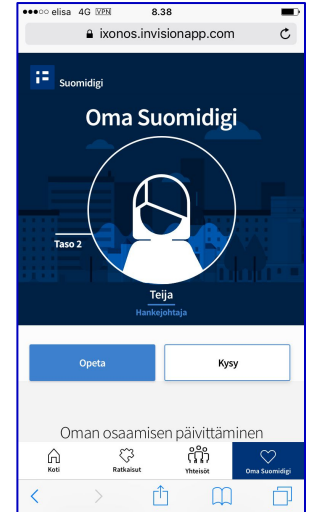 elisa 4G VPN 8.38
ixonos.invisionapp.com
Suomidigi
Oma Suomidigi
Taso 2
Teija
Hankejohtaja
Opeta
Kysy
Oman osaamisen päivittäminen
Koti
Ratkaisut
Yhteisöt
Oma Suomidigi